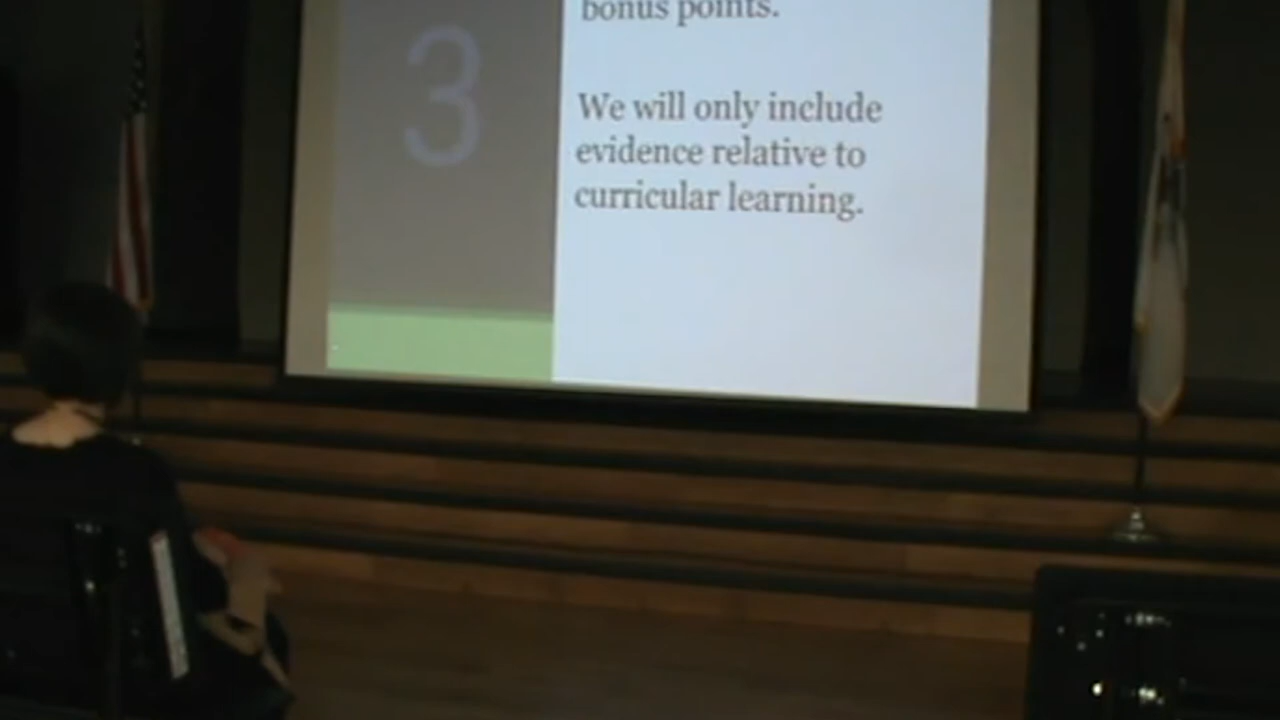 3
bonus points.
We will only include
evidence relative to
curricular learning.